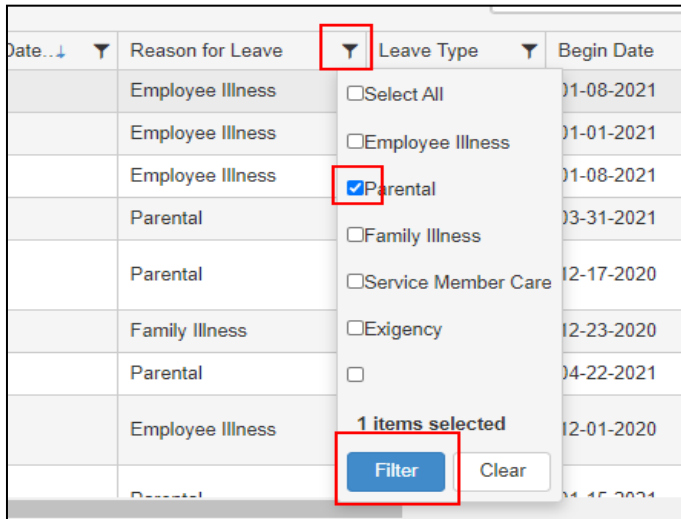 Date...↓ Reason for Leave Leave Type Begin Date
Employee Illness
Employee Illness
Employee Illness
Parental
Parental
Family Illness
Parental
Employee Illness
Select All
Employee Illness
Parental
Family Illness
Service Member Care
Exigency
1 items selected
Filter Clear
01-08-2021
01-01-2021
01-08-2021
03-31-2021
12-17-2020
12-23-2020
04-22-2021
12-01-2020